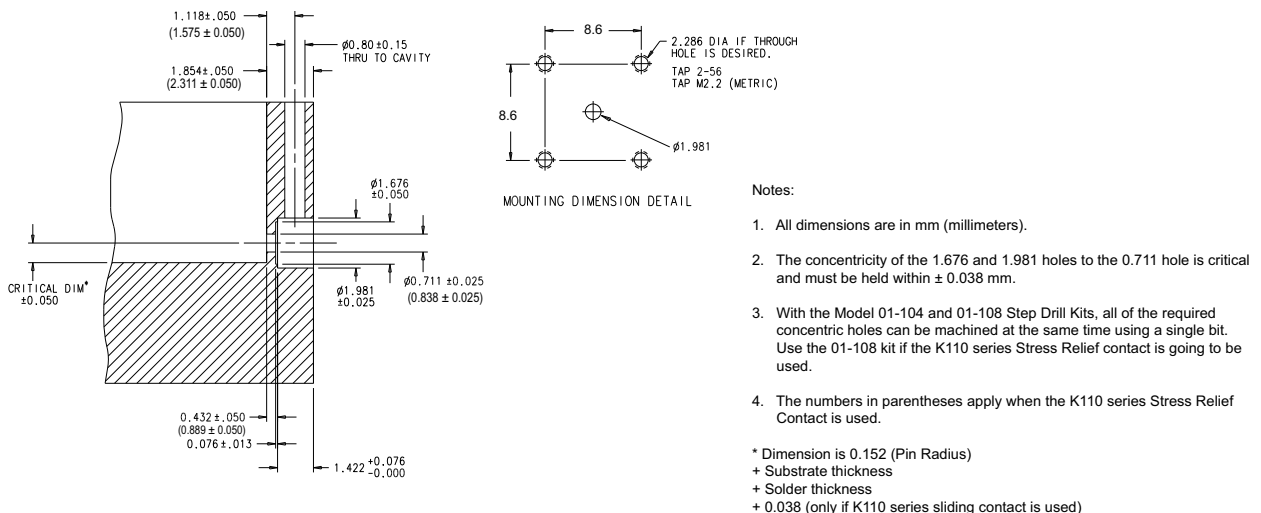 1.118±.050
(1.575 ± 0.050)
ø0.80±0.15
THRU TO CAVITY
1.854±.050
(2.311 ± 0.050)
ø1.676
±0.050
CRITICAL DIM*
±0.050
ø1.981
±0.025
ø0.711 ±0.025
(0.838 ± 0.025)
0.432±.050
(0.889 ± 0.050)
0.076±.013
1.422 +0.076
-0.000
8.6
2.286 DIA IF THROUGH
HOLE IS DESIRED.
TAP 2-56
TAP M2.2 (METRIC)
8.6
ø1.981
MOUNTING DIMENSION DETAIL
Notes:
1. All dimensions are in mm (millimeters).
2. The concentricity of the 1.676 and 1.981 holes to the 0.711 hole is critical
and must be held within ± 0.038 mm.
3. With the Model 01-104 and 01-108 Step Drill Kits, all of the required
concentric holes can be machined at the same time using a single bit.
Use the 01-108 kit if the K110 series Stress Relief contact is going to be
used.
4. The numbers in parentheses apply when the K110 series Stress Relief
Contact is used.
* Dimension is 0.152 (Pin Radius)
+ Substrate thickness
+ Solder thickness
+ 0.038 (only if K110 series sliding contact is used)